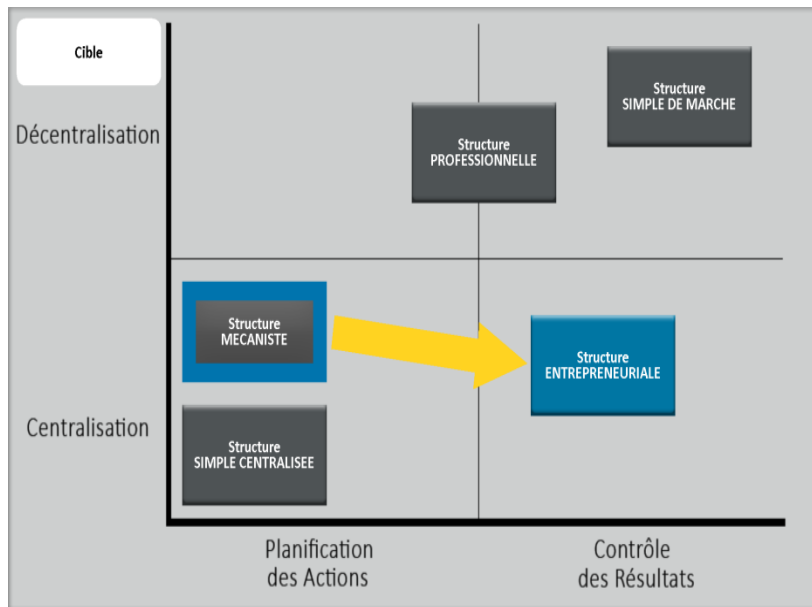 Cible
Décentralisation
Structure
SIMPLE DE MARCHE
Structure
PROFESSIONNELLE
Structure
MECANISTE
Structure
ENTREPRENEURIALE
Centralisation
Structure
SIMPLE CENTRALISEE
Planification
des Actions
Contrôle
des Résultats